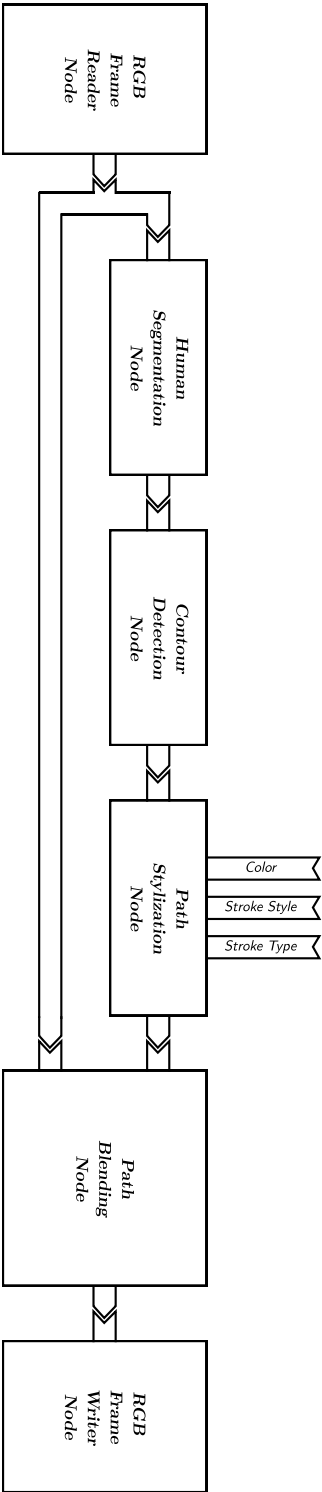 RGB
Frame
Reader
Node
Human
Segmentation
Node
Contour
Detection
Node
Path
Stylization
Node
Color
Stroke Style
Stroke Type
Path
Blending
Node
RGB
Frame
Writer
Node